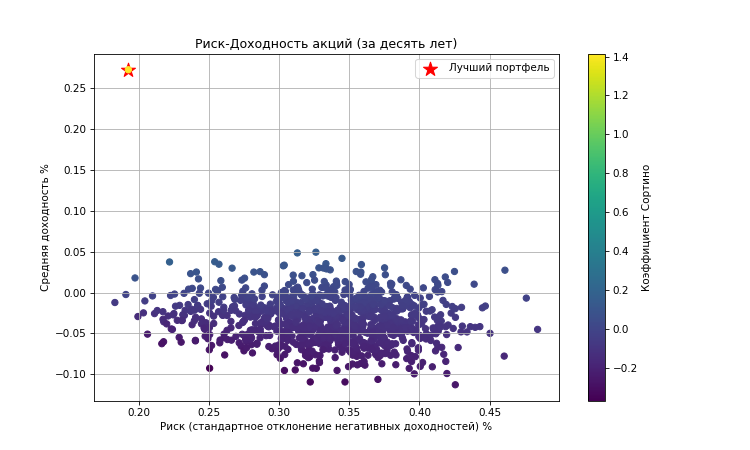 Риск-Доходность акций (за десять лет)
Лучший портфель
Средняя доходность %
0.25
0.20
0.15
0.10
0.05
0.00
−0.05
−0.10
0.20 0.25 0.30 0.35 0.40 0.45
Риск (стандартное отклонение негативных доходностей) %
1.4
1.2
1.0
0.8
0.6
0.4
0.2
0.0
−0.2
Коэффициент Сортино